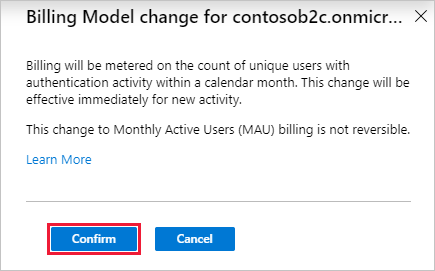 Billing Model change for contosob2c.onmicr...
Billing will be metered on the count of unique users with
authentication activity within a calendar month. This change will be
effective immediately for new activity.
This change to Monthly Active Users (MAU) billing is not reversible.
Learn More
Confirm Cancel